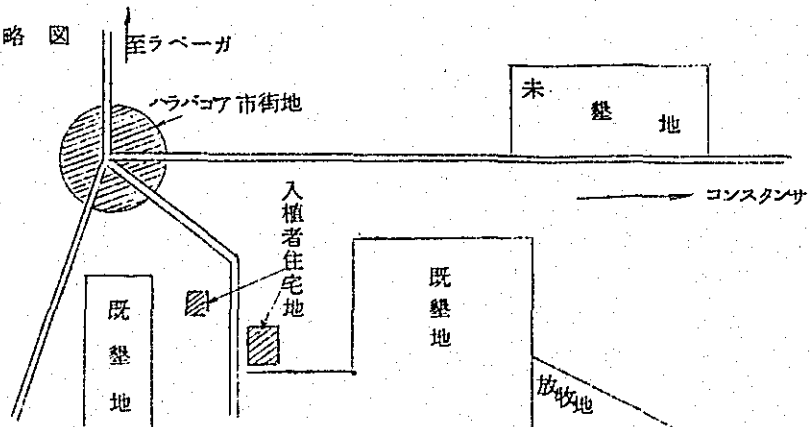 略図
至ラベーガ
ハラバコア市街地
未墾地
コンスタンサ
入植者住宅地
既墾地
既墾地
放牧地